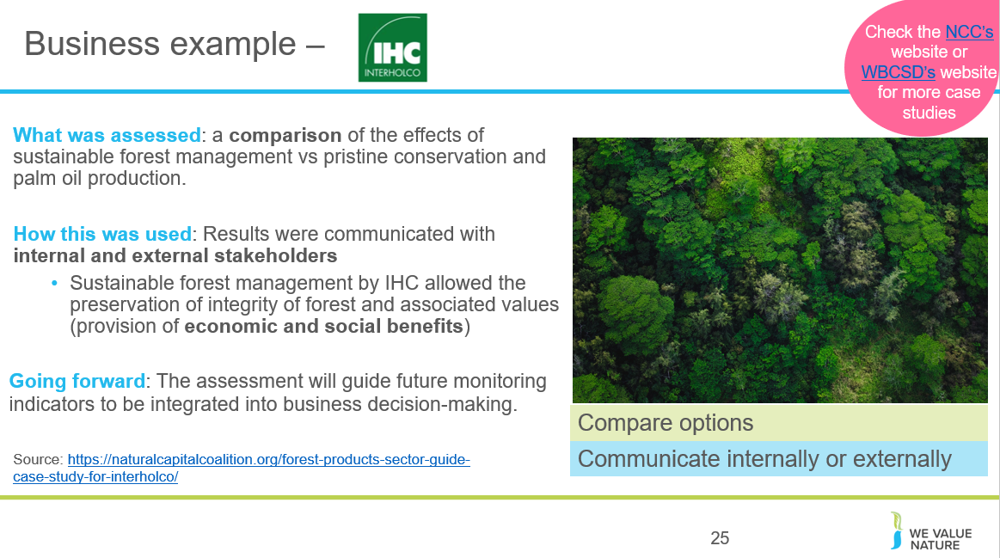 Business example –
IHC
INTERHOLCO
Check the NCC's
website or
WBCSD's website
for more case
studies
What was assessed: a comparison of the effects of
sustainable forest management vs pristine conservation and
palm oil production.
How this was used: Results were communicated with
internal and external stakeholders
• Sustainable forest management by IHC allowed the
preservation of integrity of forest and associated values
(provision of economic and social benefits)
Going forward: The assessment will guide future monitoring
indicators to be integrated into business decision-making.
Source: https://naturalcapitalcoalition.org/forest-products-sector-guide-
case-study-for-interholco/
Compare options
Communicate internally or externally
25
WE VALUE
NATURE